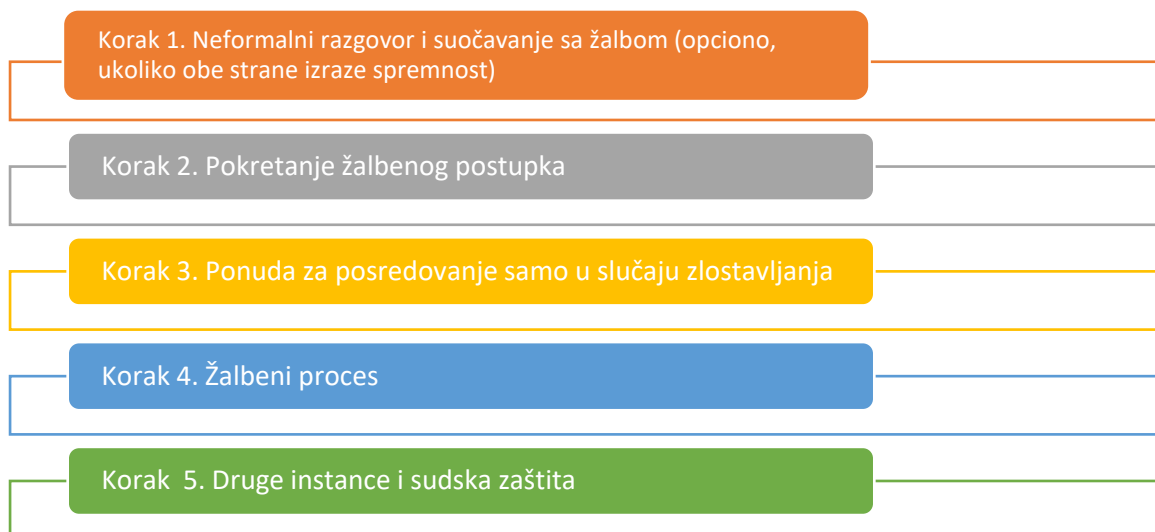 Korak 1. Neformalni razgovor i suočavanje sa žalbom (opciono,
ukoliko obe strane izraze spremnost)
Korak 2. Pokretanje žalbenog postupka
Korak 3. Ponuda za posredovanje samo u slučaju zlostavljanja
Korak 4. Žalbeni proces
Korak  5. Druge instance i sudska zaštita